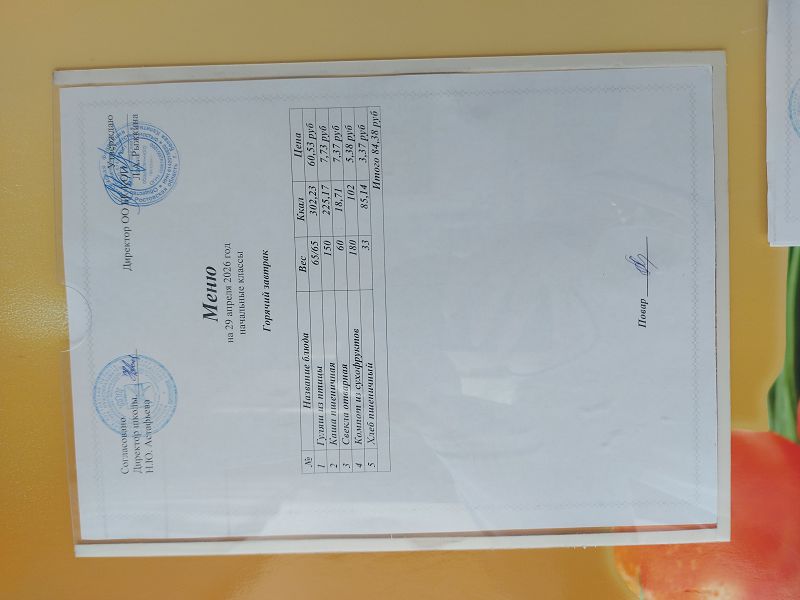 Согласовано
Директор школы
Н.Ю. Астафьева
Утверждаю
Директор ОО
Л.К. Рыжкина
Меню
на 29 апреля 2026 год
начальные классы
Горячий завтрак
№ Название блюда Вес Ккал Цена
1 Гуляш из птицы 65/65 302,23 60,53 руб
2 Каша пшеничная 150 225,17 7,73 руб
3 Свекла отварная 60 18,71 7,37 руб
4 Компот из сухофруктов 180 102 5,38 руб
5 Хлеб пшеничный 33 85,14 3,37 руб
Итого 84,38 руб
Повар